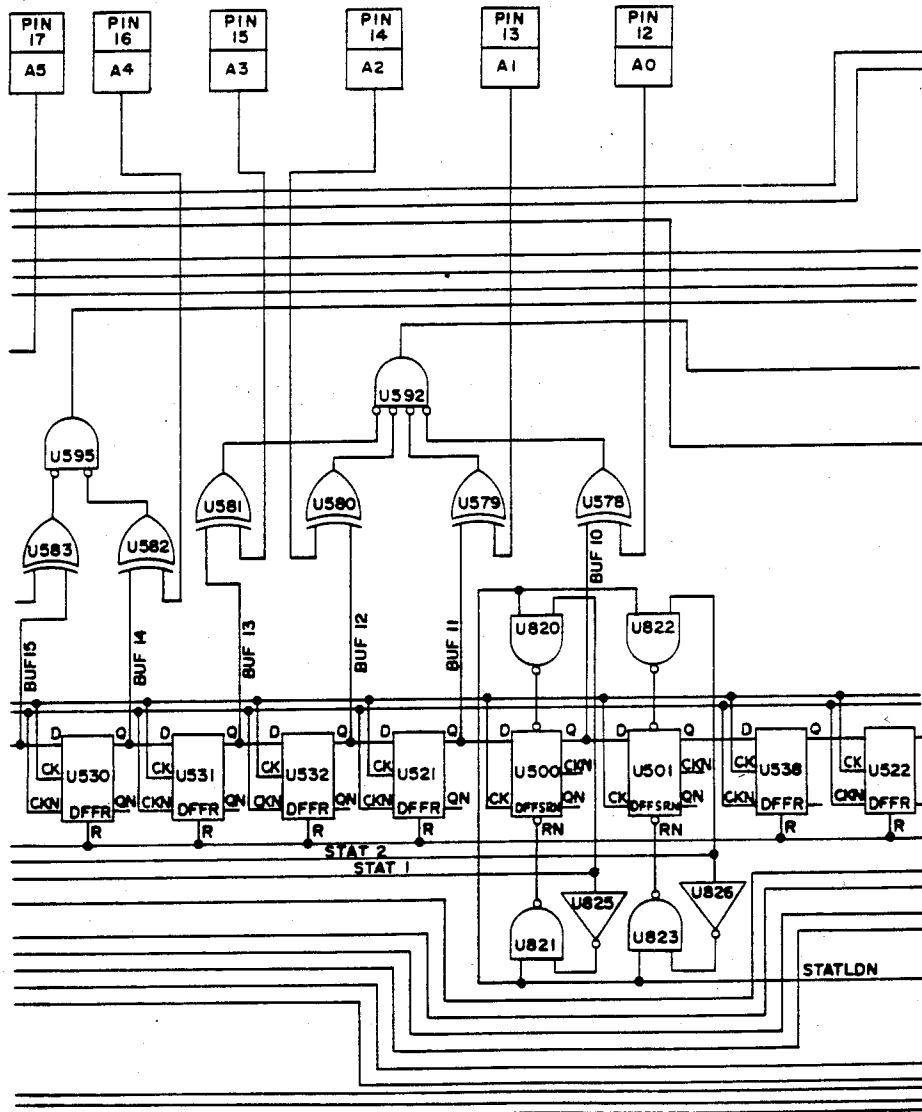 PIN 17
A5
PIN 16
A4
PIN 15
A3
PIN 14
A2
PIN 13
A1
PIN 12
A0
U592
U595
U581
U580
U579
U578
U583
U582
BUF 10
BUF15
BUF 14
BUF 13
BUF 12
BUF 11
U820
U822
D
Q
D
Q
D
Q
D
Q
D
Q
D
Q
D
Q
U530
U531
U532
U521
U500
U501
U538
U522
CK
CK
CK
CK
CKN
CKN
CK
CK
CKN
QN
CKN
QN
CKN
QN
CKN
QN
CK
QN
CK
QN
CKN
CKN
DFFR
DFFR
DFFR
DFFR
DFFSRN
DFFSRN
DFFR
DFFR
R
R
R
R
RN
RN
R
R
STAT 2
STAT 1
U825
U826
U821
U823
STATLDN